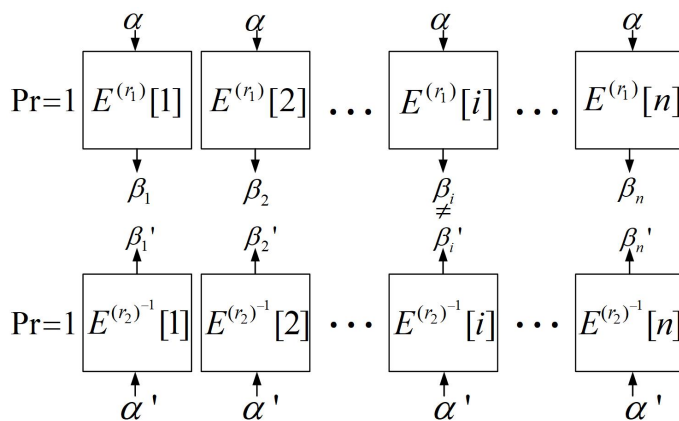 α α α α
Pr=1 E^(r₁)[1] E^(r₁)[2] ··· E^(r₁)[i] ··· E^(r₁)[n]
β₁ β₂ βᵢ βₙ
≠
β₁' β₂' βᵢ' βₙ'
Pr=1 E^(r₂)⁻¹[1] E^(r₂)⁻¹[2] ··· E^(r₂)⁻¹[i] ··· E^(r₂)⁻¹[n]
α' α' α' α'